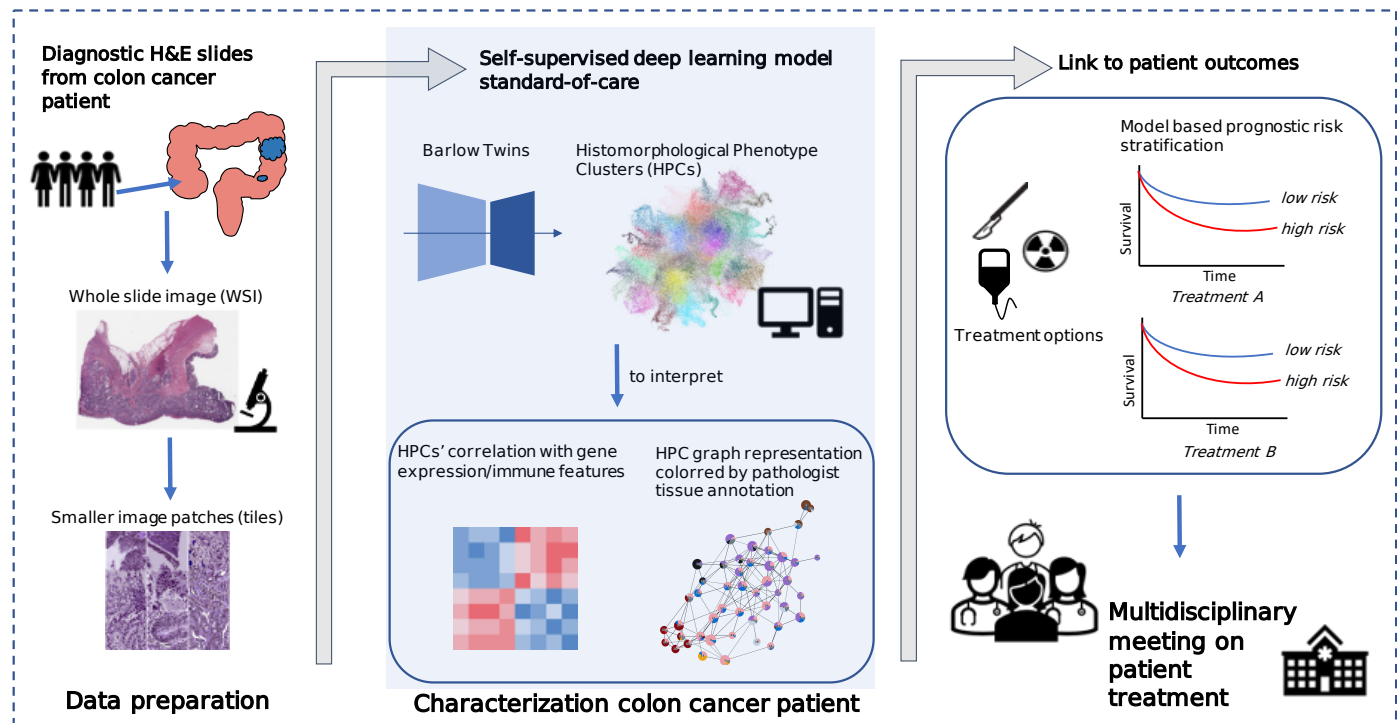 Diagnostic H&E slides
from colon cancer
patient
Whole slide image (WSI)
Smaller image patches (tiles)
Data preparation
Self-supervised deep learning model
standard-of-care
Barlow Twins
Histomorphological Phenotype
Clusters (HPCs)
to interpret
HPCs’ correlation with gene
expression/immune features
HPC graph representation
colorred by pathologist
tissue annotation
Characterization colon cancer patient
Link to patient outcomes
Model based prognostic risk
stratification
Survival
low risk
high risk
Time
Treatment A
Treatment options
Survival
low risk
high risk
Time
Treatment B
Multidisciplinary
meeting on
patient
treatment